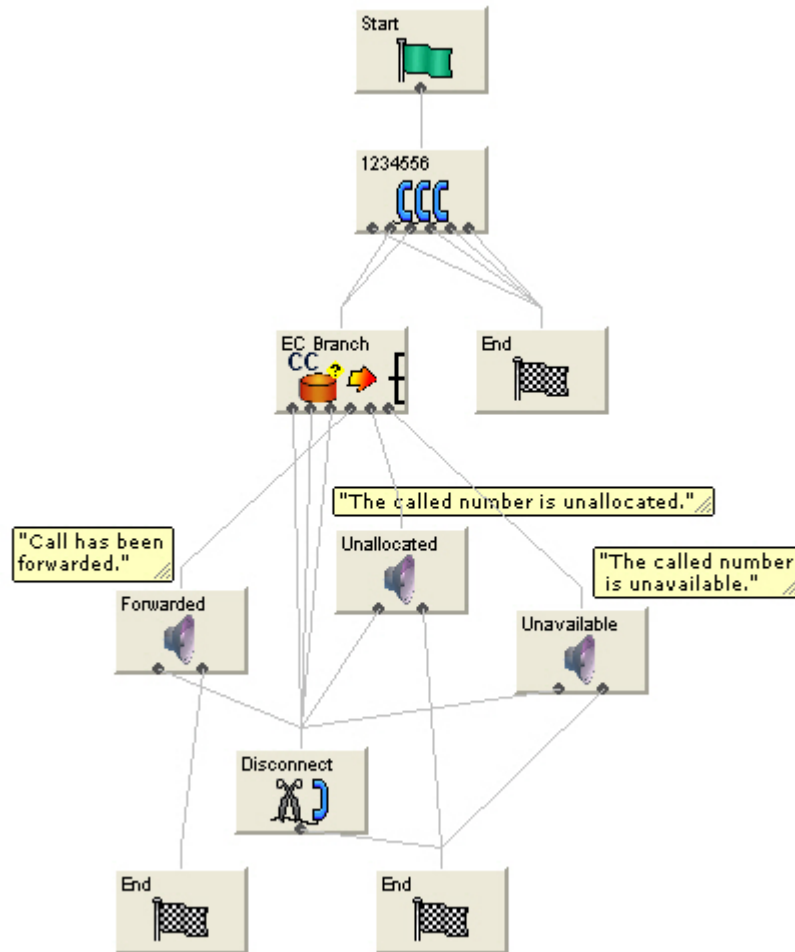 Start
1234556
EC Branch
CC
End
"The called number is unallocated."
"Call has been
forwarded."
Unallocated
"The called number
is unavailable."
Forwarded
Unavailable
Disconnect
End
End